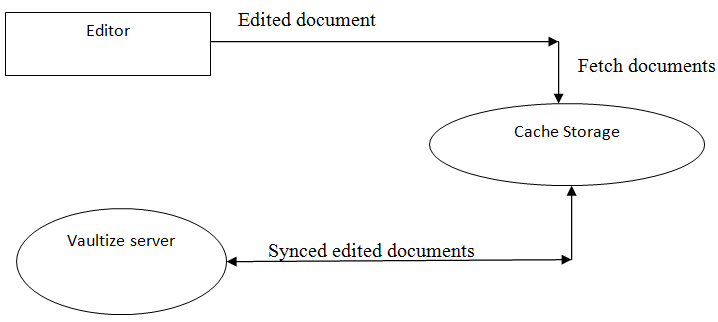 Edited document
Editor
Fetch documents
Cache Storage
Vaultize server
Synced edited documents